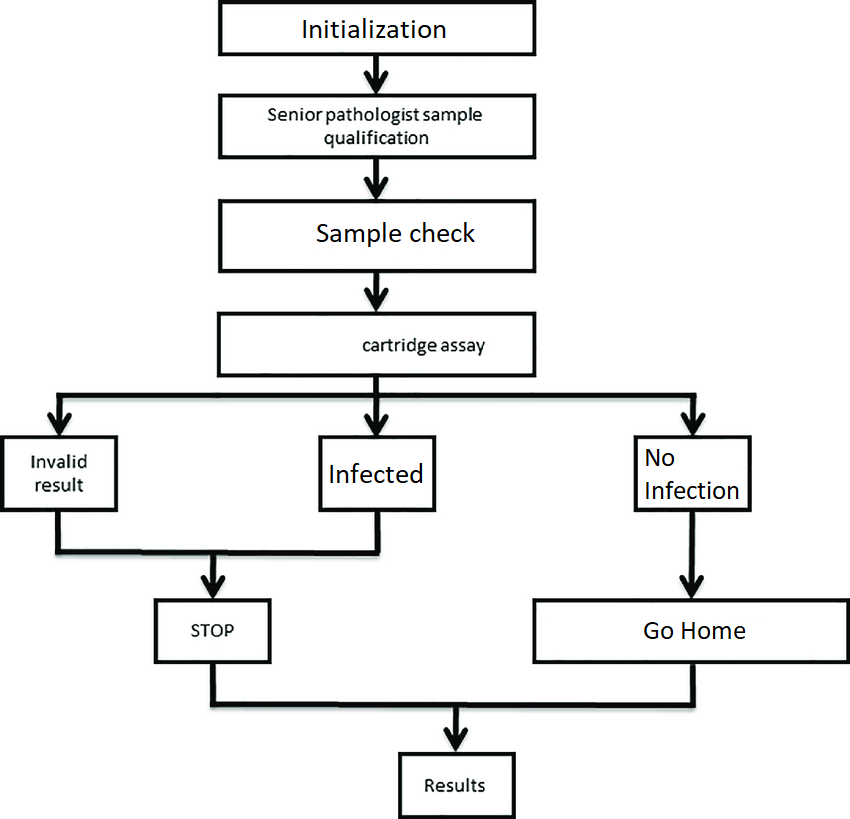 Initialization
Senior pathologist sample
qualification
Sample check
cartridge assay
Invalid
result
Infected
No
Infection
STOP
Go Home
Results